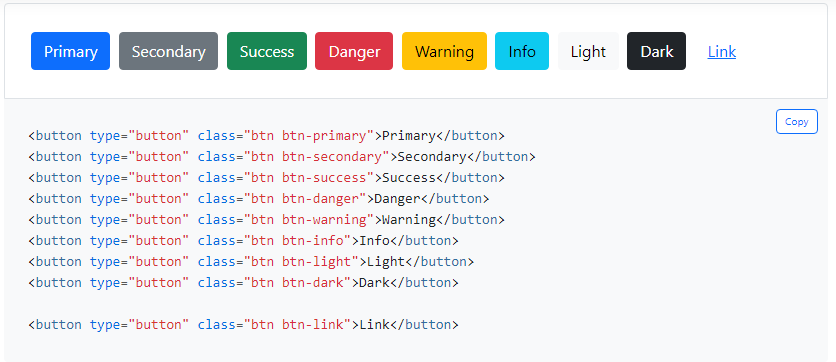 Primary Secondary Success Danger Warning Info Light Dark Link
Copy
<button type="button" class="btn btn-primary">Primary</button>
<button type="button" class="btn btn-secondary">Secondary</button>
<button type="button" class="btn btn-success">Success</button>
<button type="button" class="btn btn-danger">Danger</button>
<button type="button" class="btn btn-warning">Warning</button>
<button type="button" class="btn btn-info">Info</button>
<button type="button" class="btn btn-light">Light</button>
<button type="button" class="btn btn-dark">Dark</button>
<button type="button" class="btn btn-link">Link</button>